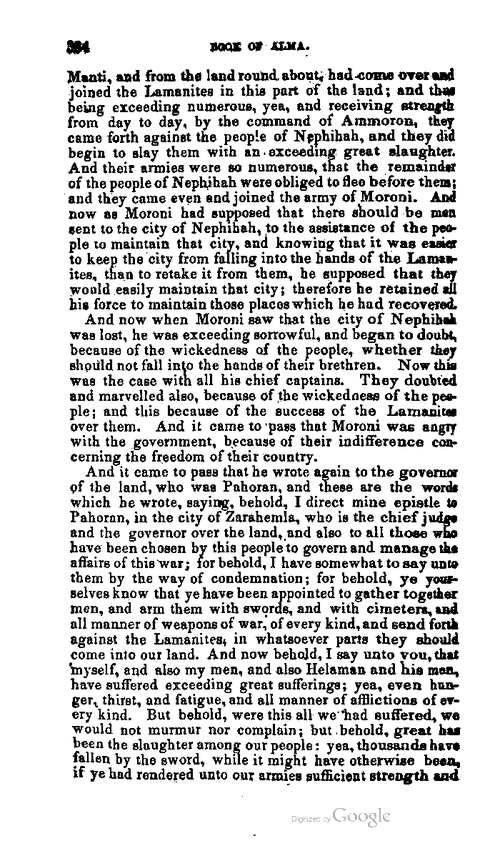 384 BOOK OF ALMA.
Manti, and from the land round about, had come over and
joined the Lamanites in this part of the land; and thus
being exceeding numerous, yea, and receiving strength
from day to day, by the command of Ammoron, they
came forth against the people of Nephihah, and they did
begin to slay them with an exceeding great slaughter.
And their armies were so numerous, that the remainder
of the people of Nephihah were obliged to flee before them;
and they came even and joined the army of Moroni. And
now as Moroni had supposed that there should be men
sent to the city of Nephihah, to the assistance of the peo-
ple to maintain that city, and knowing that it was easier
to keep the city from falling into the hands of the Laman-
ites, than to retake it from them, he supposed that they
would easily maintain that city; therefore he retained all
his force to maintain those places which he had recovered.
And now when Moroni saw that the city of Nephihah
was lost, he was exceeding sorrowful, and began to doubt,
because of the wickedness of the people, whether they
should not fall into the hands of their brethren. Now this
was the case with all his chief captains. They doubted
and marvelled also, because of the wickedness of the peo-
ple; and this because of the success of the Lamanites
over them. And it came to pass that Moroni was angry
with the government, because of their indifference con-
cerning the freedom of their country.
And it came to pass that he wrote again to the governor
of the land, who was Pahoran, and these are the words
which he wrote, saying, behold, I direct mine epistle to
Pahoran, in the city of Zarahemla, who is the chief judge
and the governor over the land, and also to all those who
have been chosen by this people to govern and manage the
affairs of this war; for behold, I have somewhat to say unto
them by the way of condemnation; for behold, ye your-
selves know that ye have been appointed to gather together
men, and arm them with swords, and with cimeters, and
all manner of weapons of war, of every kind, and send forth
against the Lamanites, in whatsoever parts they should
come into our land. And now behold, I say unto you, that
myself, and also my men, and also Helaman and his men,
have suffered exceeding great sufferings; yea, even hun-
ger, thirst, and fatigue, and all manner of afflictions of ev-
ery kind. But behold, were this all we had suffered, we
would not murmur nor complain; but behold, great has
been the slaughter among our people: yea, thousands have
fallen by the sword, while it might have otherwise been,
if ye had rendered unto our armies sufficient strength and
Digitized by Google